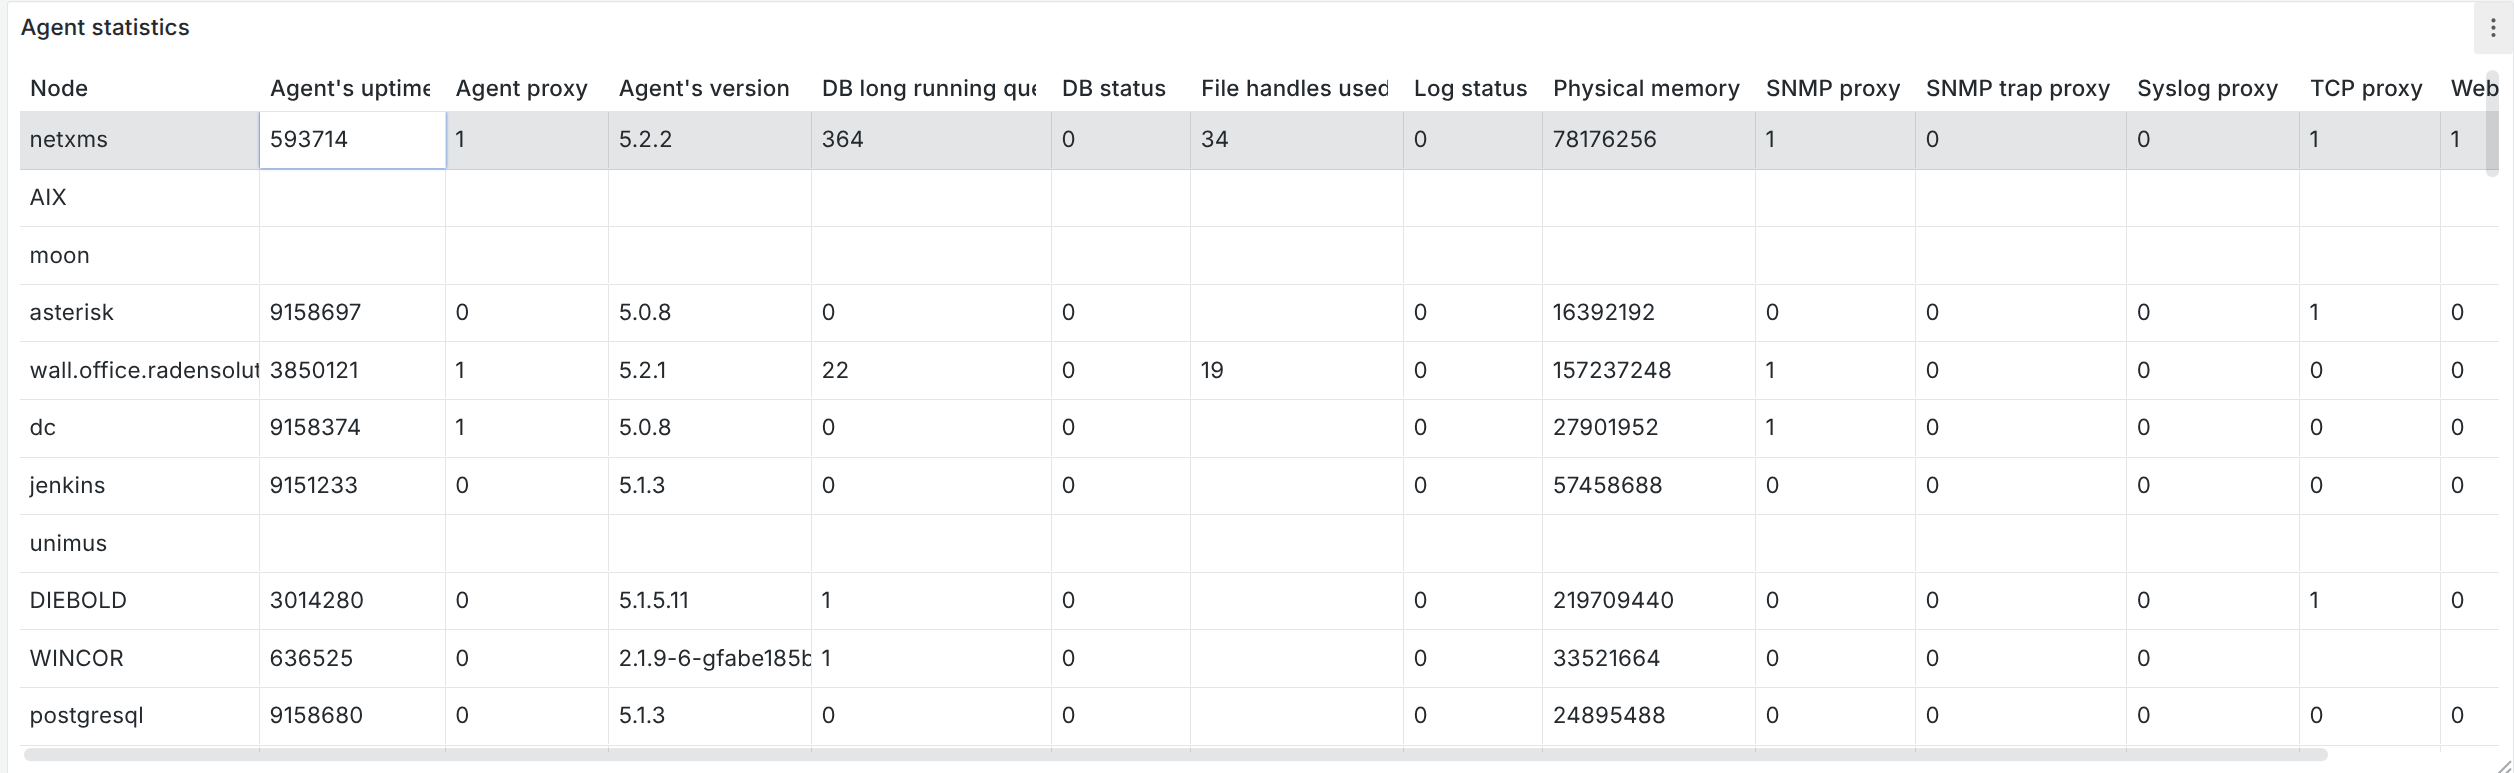 Agent statistics
Node Agent's uptime Agent proxy Agent's version DB long running que DB status File handles used Log status Physical memory SNMP proxy SNMP trap proxy Syslog proxy TCP proxy Web
netxms 593714 1 5.2.2 364 0 34 0 78176256 1 0 0 1 1
AIX
moon
asterisk 9158697 0 5.0.8 0 0 0 16392192 0 0 0 1 0
wall.office.radensolut 3850121 1 5.2.1 22 0 19 0 157237248 1 0 0 0 0
dc 9158374 1 5.0.8 0 0 0 27901952 1 0 0 0 0
jenkins 9151233 0 5.1.3 0 0 0 57458688 0 0 0 0 0
unimus
DIEBOLD 3014280 0 5.1.5.11 1 0 0 219709440 0 0 0 1 0
WINCOR 636525 0 2.1.9-6-gfabe185b 1 0 0 33521664 0 0 0
postgresql 9158680 0 5.1.3 0 0 0 24895488 0 0 0 0 0